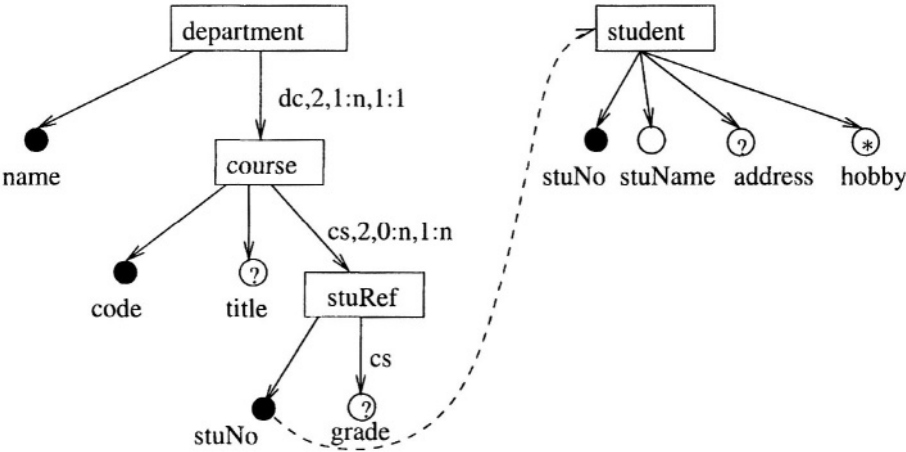 department
student
dc,2,1:n,1:1
name
course
stuNo
stuName
?
address
*
hobby
cs,2,0:n,1:n
code
?
title
stuRef
cs
stuNo
?
grade